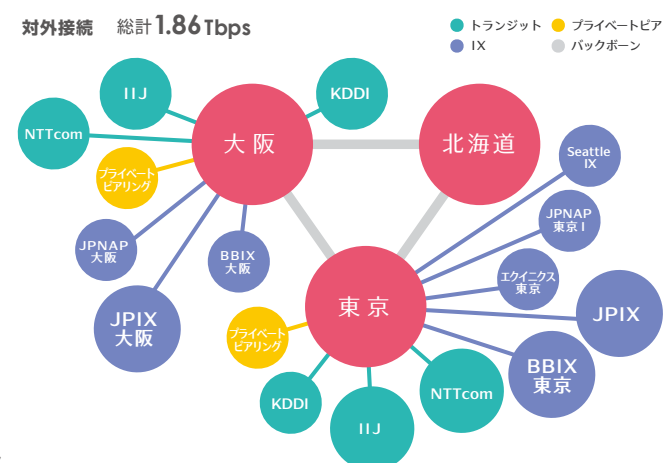 対外接続 総計1.86Tbps
トランジット
プライベートピア
IX
バックボーン
IIJ
KDDI
NTTcom
大阪
北海道
プライベート
ピアリング
Seattle
IX
JPNAP
東京Ⅰ
JPNAP
大阪
BBIX
大阪
エクイニクス
東京
JPIX
大阪
東京
JPIX
プライベート
ピアリング
BBIX
東京
KDDI
IIJ
NTTcom